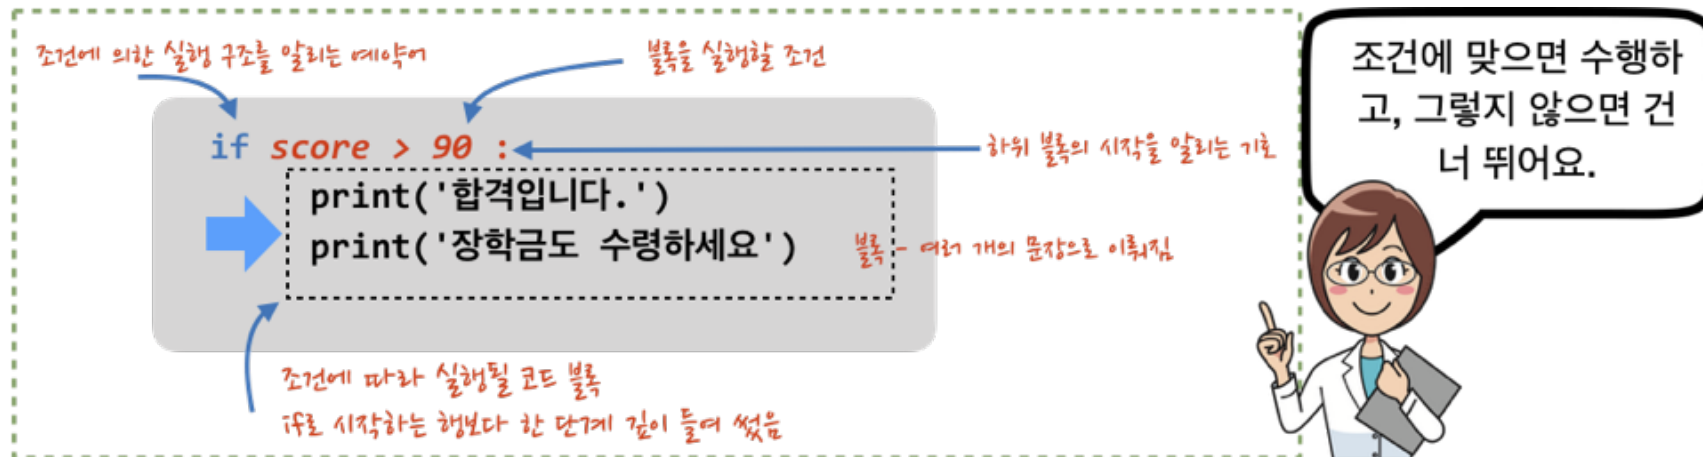 조건에 의한 실행 구조를 알리는 예약어
블록을 실행할 조건
if score > 90 :
하위 블록의 시작을 알리는 기호
print('합격입니다.')
print('장학금도 수령하세요')
블록 - 여러 개의 문장으로 이뤄짐
조건에 따라 실행될 코드 블록
if로 시작하는 행보다 한 단계 깊이 들여 썼음
조건에 맞으면 수행하
고, 그렇지 않으면 건
너 뛰어요.